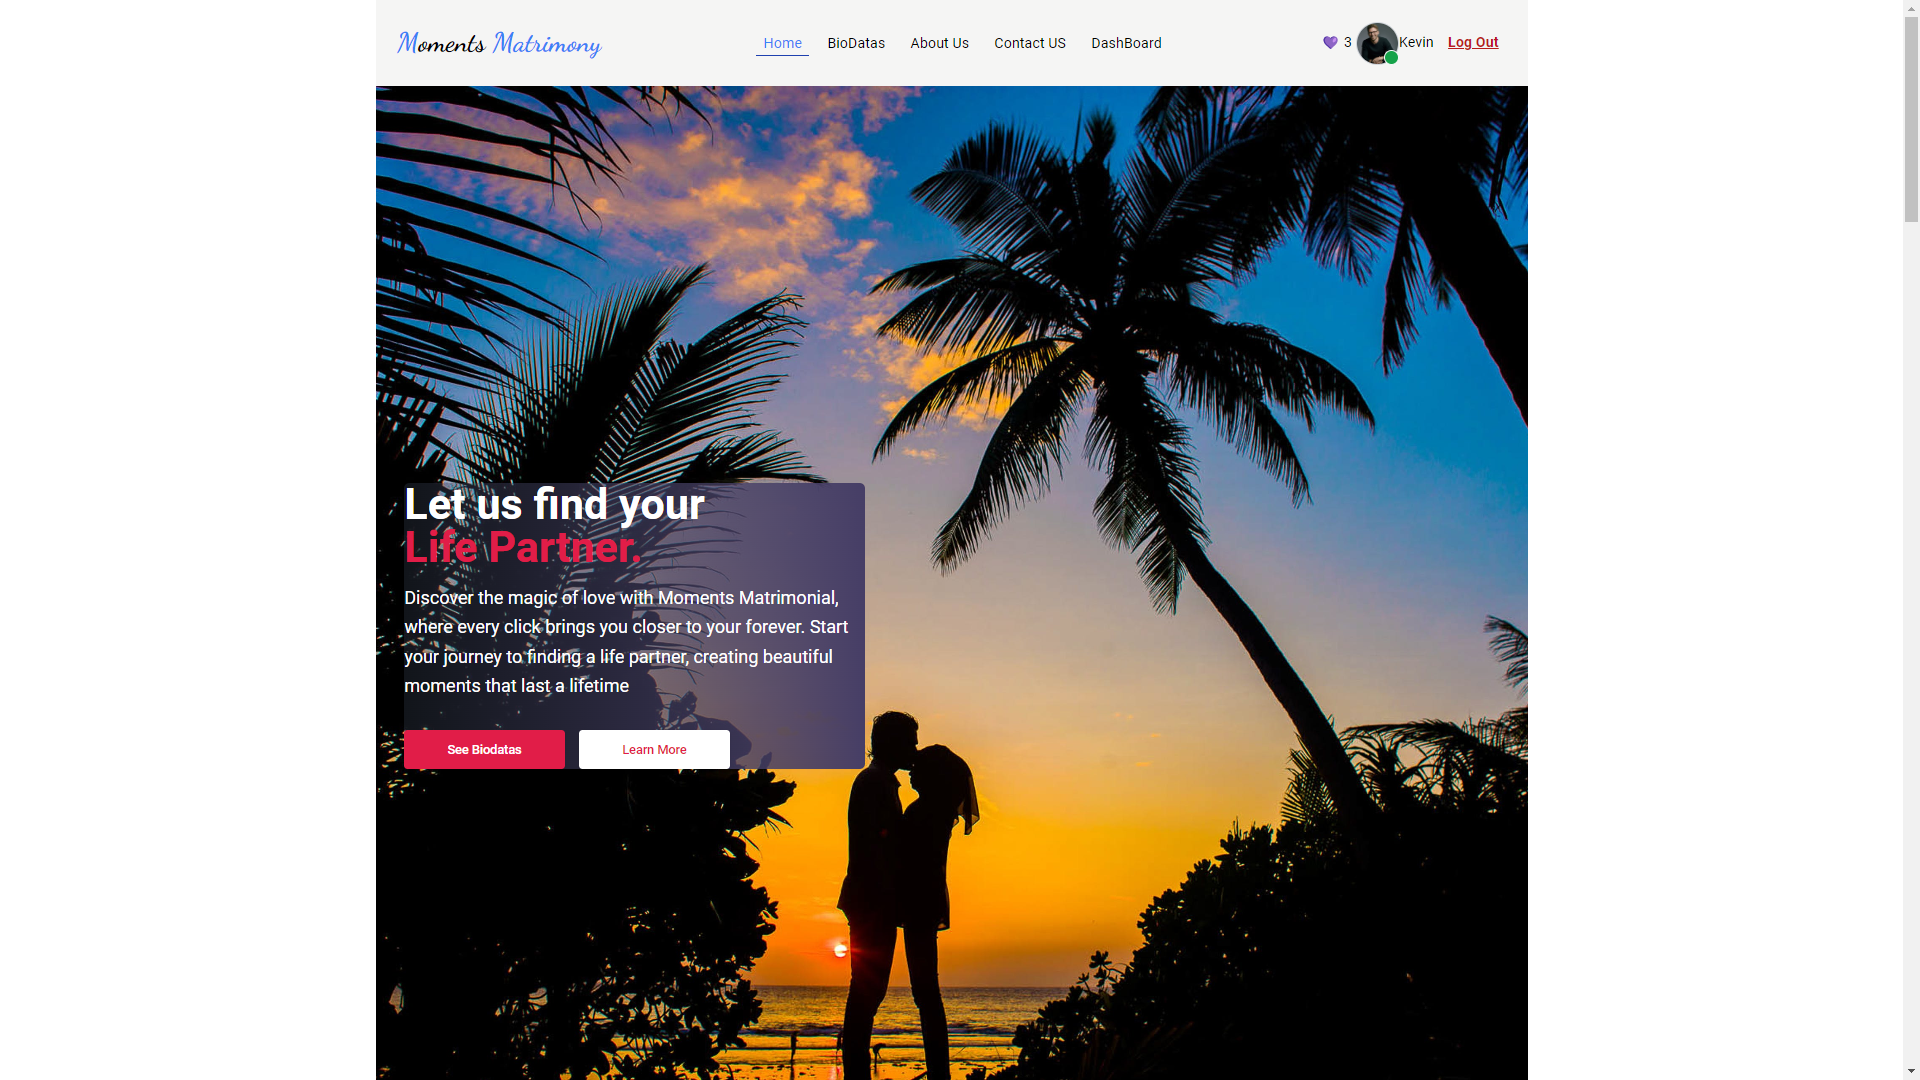 Moments Matrimony
Home BioDatas About Us Contact US DashBoard
3 Kevin Log Out
Let us find your
Life Partner.
Discover the magic of love with Moments Matrimonial,
where every click brings you closer to your forever. Start
your journey to finding a life partner, creating beautiful
moments that last a lifetime
See Biodatas Learn More